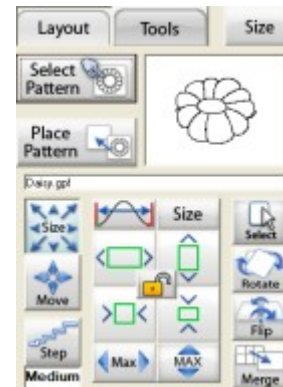 Layout Tools Size
Select
Pattern
Place
Pattern
Daisy.gpf
Size Size Select
Move Rotate
Flip
Step Max MAX
Medium Merge